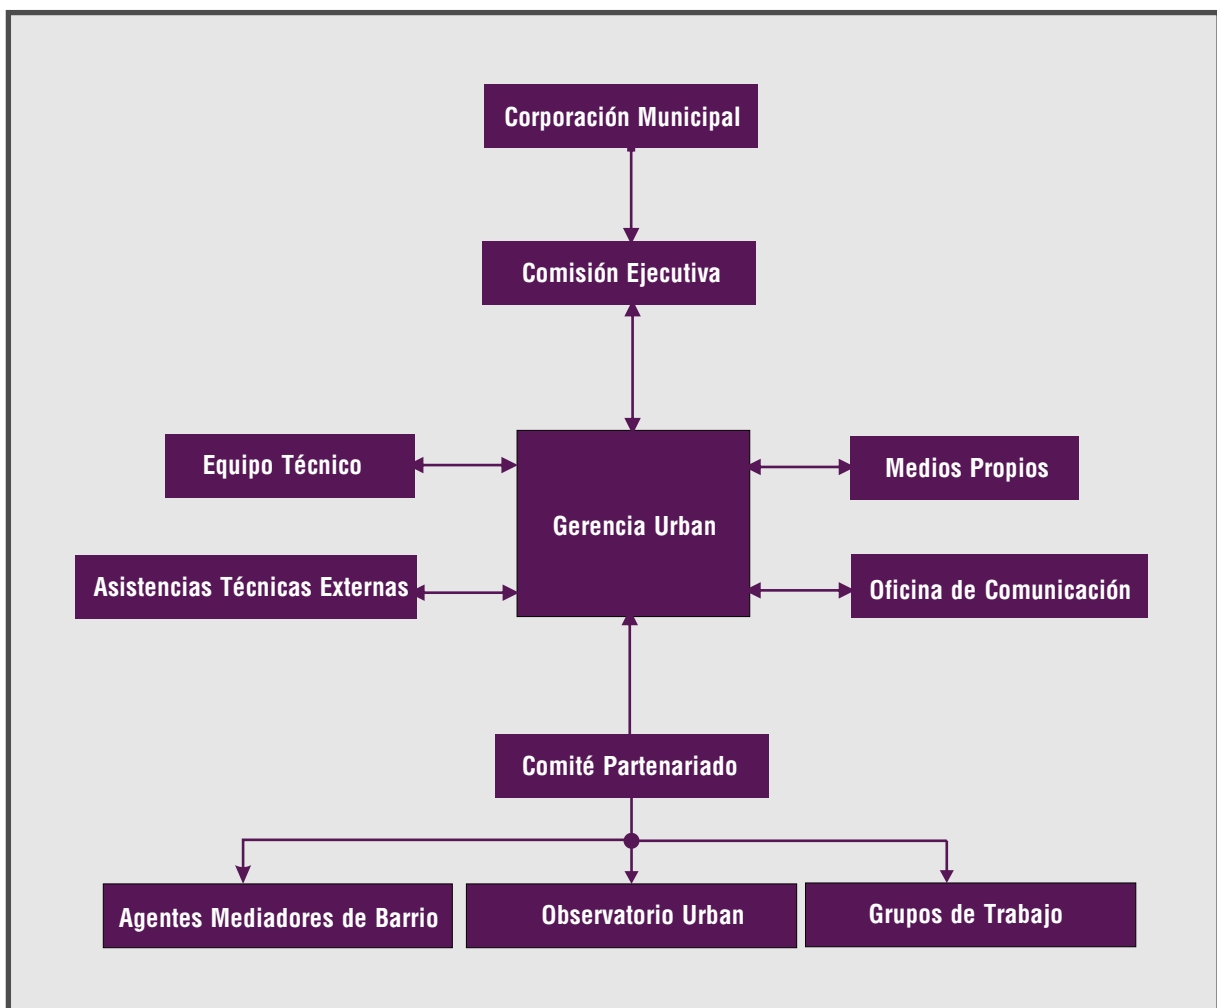 Corporación Municipal
Comisión Ejecutiva
Equipo Técnico
Medios Propios
Gerencia Urban
Asistencias Técnicas Externas
Oficina de Comunicación
Comité Partenariado
Agentes Mediadores de Barrio
Observatorio Urban
Grupos de Trabajo